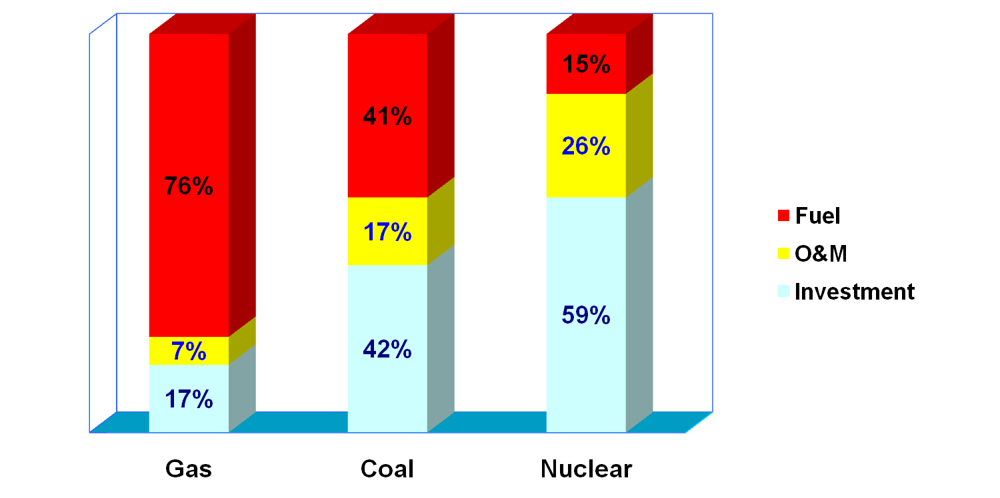 76%
7%
17%
41%
17%
42%
15%
26%
59%
Fuel
O&M
Investment
Gas
Coal
Nuclear